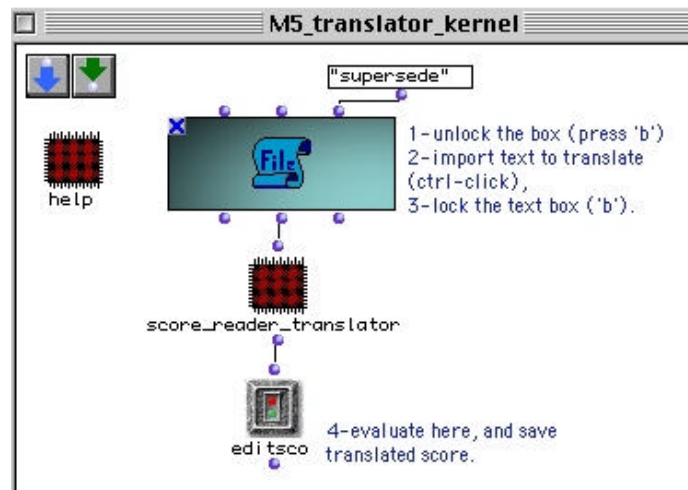 M5_translator_kernel
"supersede"
File
1-unlock the box (press 'b')
2-import text to translate
(ctrl-click),
3-lock the text box ('b').
help
score_reader_translator
editsco
4-evaluate here, and save
translated score.